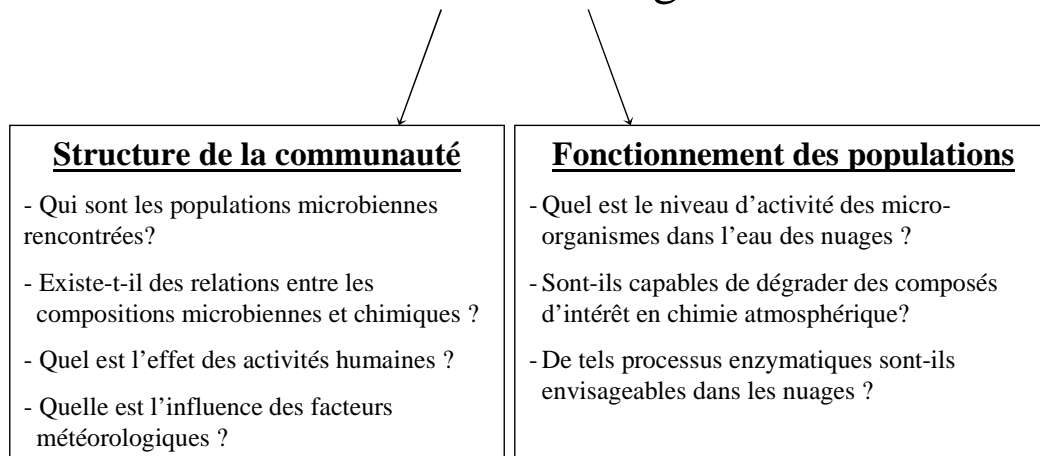 Structure de la communauté
- Qui sont les populations microbiennes
rencontrées?
- Existe-t-il des relations entre les
compositions microbiennes et chimiques ?
- Quel est l’effet des activités humaines ?
- Quelle est l’influence des facteurs
météorologiques ?
Fonctionnement des populations
- Quel est le niveau d’activité des micro-
organismes dans l’eau des nuages ?
- Sont-ils capables de dégrader des composés
d’intérêt en chimie atmosphérique?
- De tels processus enzymatiques sont-ils
envisageables dans les nuages ?